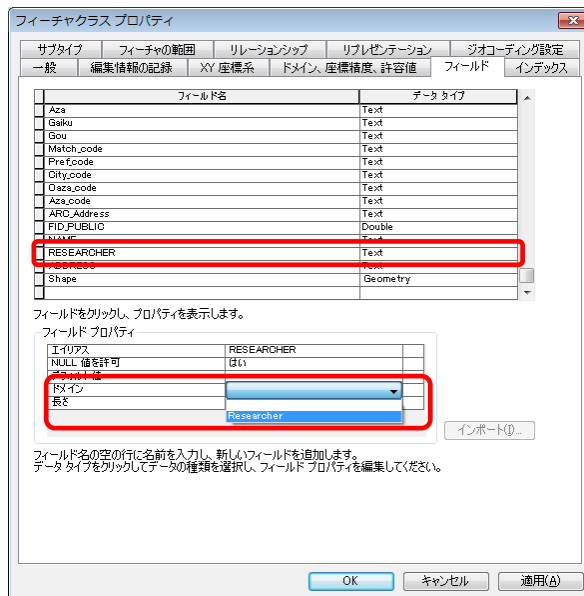 フィーチャクラス プロパティ
サブタイプ フィーチャの範囲 リレーションシップ リプレゼンテーション ジオコーディング設定
一般 編集情報の記録 XY 座標系 ドメイン、座標精度、許容値 フィールド インデックス
フィールド名 データ タイプ
Aza Text
Gaiku Text
Gou Text
Match_code Text
Pref_code Text
City_code Text
Oaza_code Text
Aza_code Text
ARC_Address Text
FID_PUBLIC Double
NAME Text
RESEARCHER Text
ADDRESS Text
Shape Geometry
フィールドをクリックし、プロパティを表示します。
フィールド プロパティ
エイリアス RESEARCHER
NULL 値を許可 はい
デフォルト値
ドメイン
長さ
Researcher
インポート(I)...
フィールド名の空の行に名前を入力し、新しいフィールドを追加します。
データ タイプをクリックしてデータの種類を選択し、フィールド プロパティを編集してください。
OK キャンセル 適用(A)